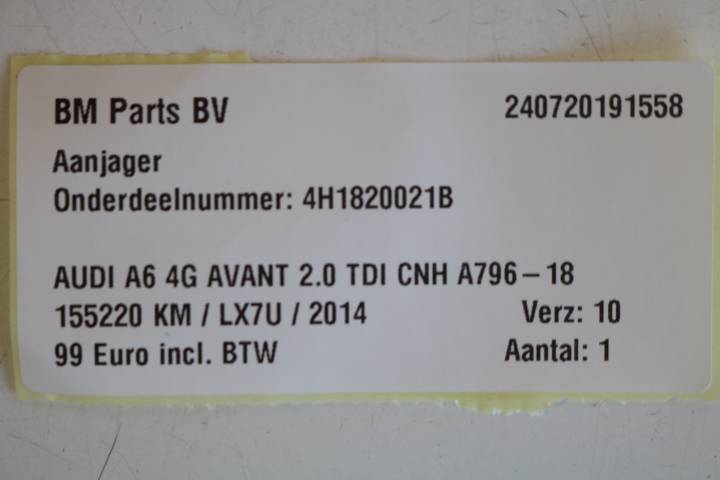 BM Parts BV 240720191558
Aanjager
Onderdeelnummer: 4H1820021B
AUDI A6 4G AVANT 2.0 TDI CNH A796-18
155220 KM / LX7U / 2014 Verz: 10
99 Euro incl. BTW Aantal: 1